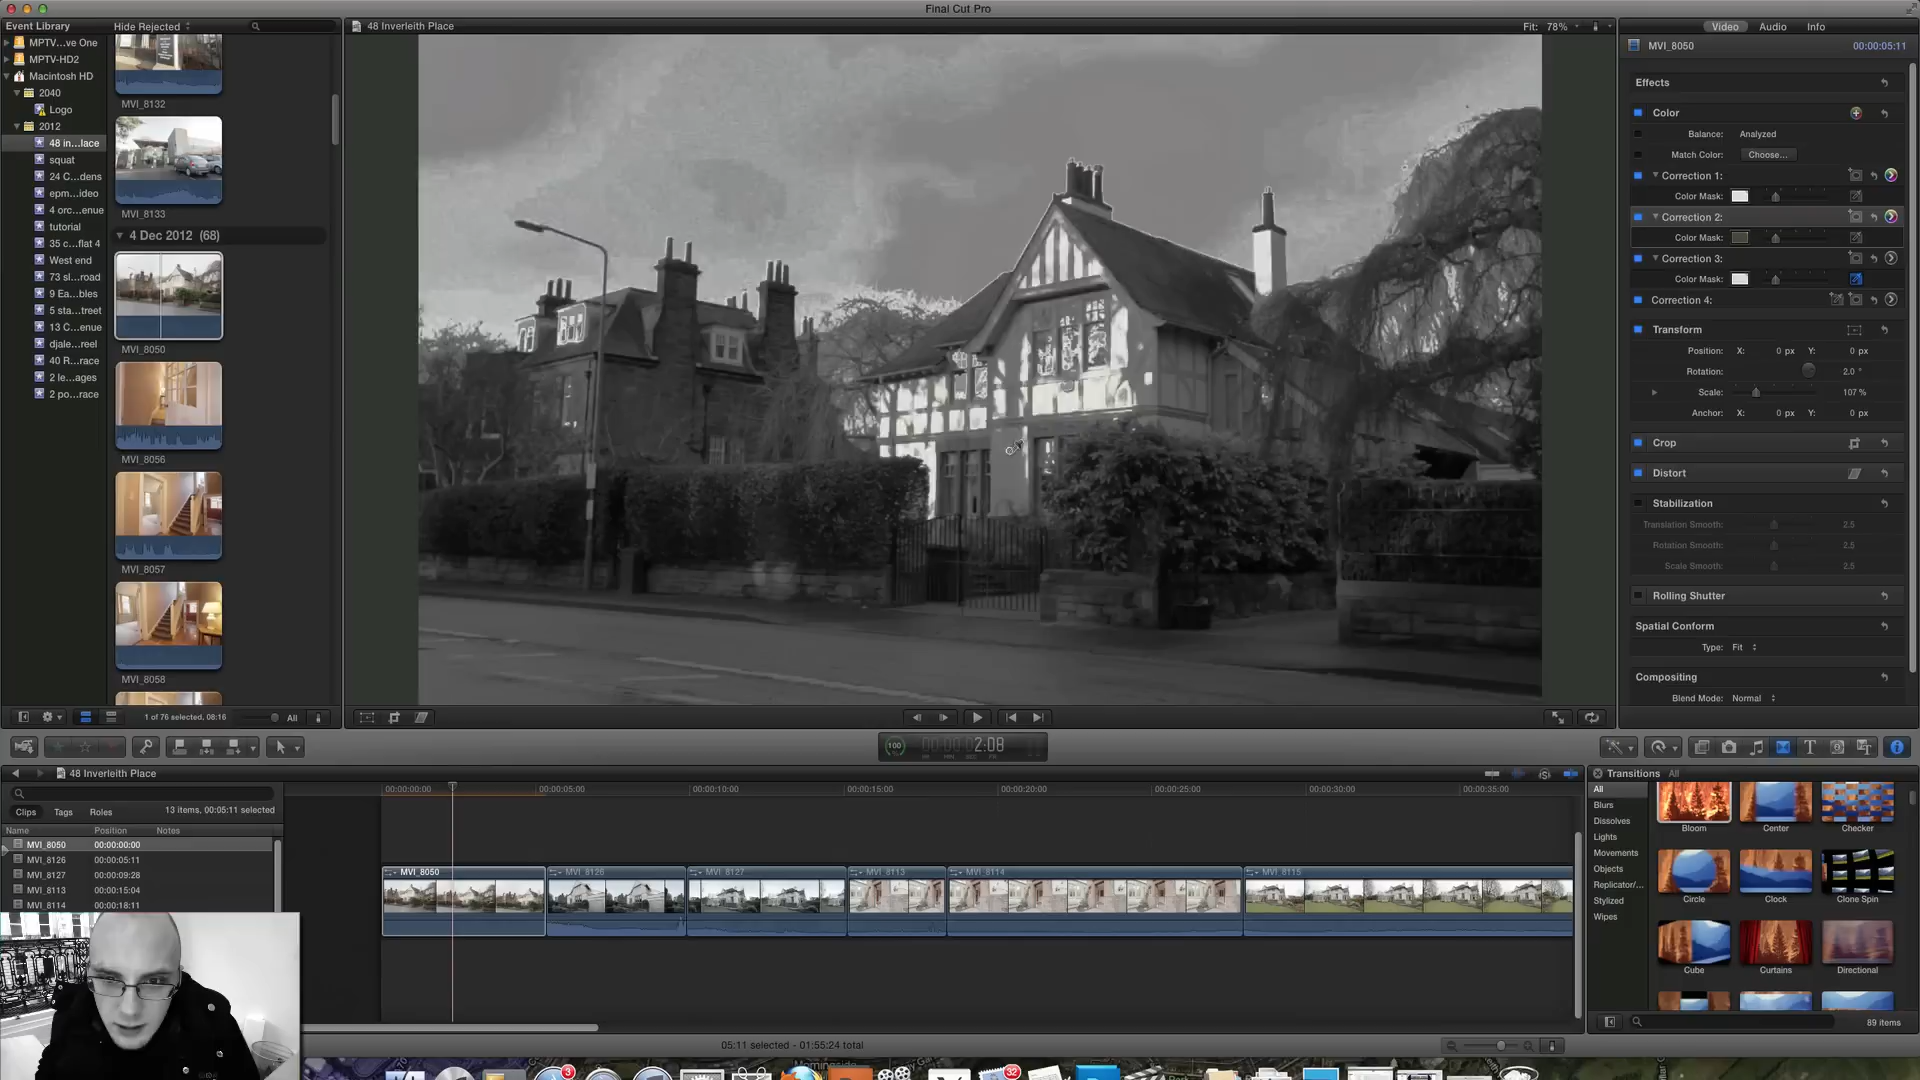 Final Cut Pro
Event Library
Hide Rejected
48 Inverleith Place
Fit: 78%
Video
Audio
Info
MPTV...ve One
MPTV-HD2
Macintosh HD
2040
Logo
2012
48 in...lace
squat
24 C...dens
epm...ideo
4 orc...enue
tutorial
35 c...flat 4
West end
73 sl...road
9 Ea...bles
5 sta...treet
13 C...enue
djale...reel
40 R...race
2 le...ages
2 po...race
MVI_8132
MVI_8133
4 Dec 2012 (68)
MVI_8050
MVI_8056
MVI_8057
MVI_8058
1 of 76 selected, 08:16
All
MVI_8050
00:00:05:11
Effects
Color
Balance: Analyzed
Match Color: Choose...
Correction 1:
Color Mask:
Correction 2:
Color Mask:
Correction 3:
Color Mask:
Correction 4:
Transform
Position: X: 0 px Y: 0 px
Rotation: 2.0 °
Scale: 107 %
Anchor: X: 0 px Y: 0 px
Crop
Distort
Stabilization
Translation Smooth: 2.5
Rotation Smooth: 2.5
Scale Smooth: 2.5
Rolling Shutter
Spatial Conform
Type: Fit
Compositing
Blend Mode: Normal
100
2:08
48 Inverleith Place
Clips
Tags
Roles
13 items, 00:05:11 selected
Name Position Notes
MVI_8050 00:00:00:00
MVI_8126 00:00:05:11
MVI_8127 00:00:09:28
MVI_8113 00:00:15:04
MVI_8114 00:00:18:11
00:00:00:00
00:00:05:00
00:00:10:00
00:00:15:00
00:00:20:00
00:00:25:00
00:00:30:00
00:00:35:00
MVI_8050
MVI_8126
MVI_8127
MVI_8113
MVI_8114
MVI_8115
Transitions All
All
Blurs
Dissolves
Lights
Movements
Objects
Replicator/...
Stylized
Wipes
Bloom
Center
Checker
Circle
Clock
Clone Spin
Cube
Curtains
Directional
89 items
05:11 selected - 01:55:24 total
3
32